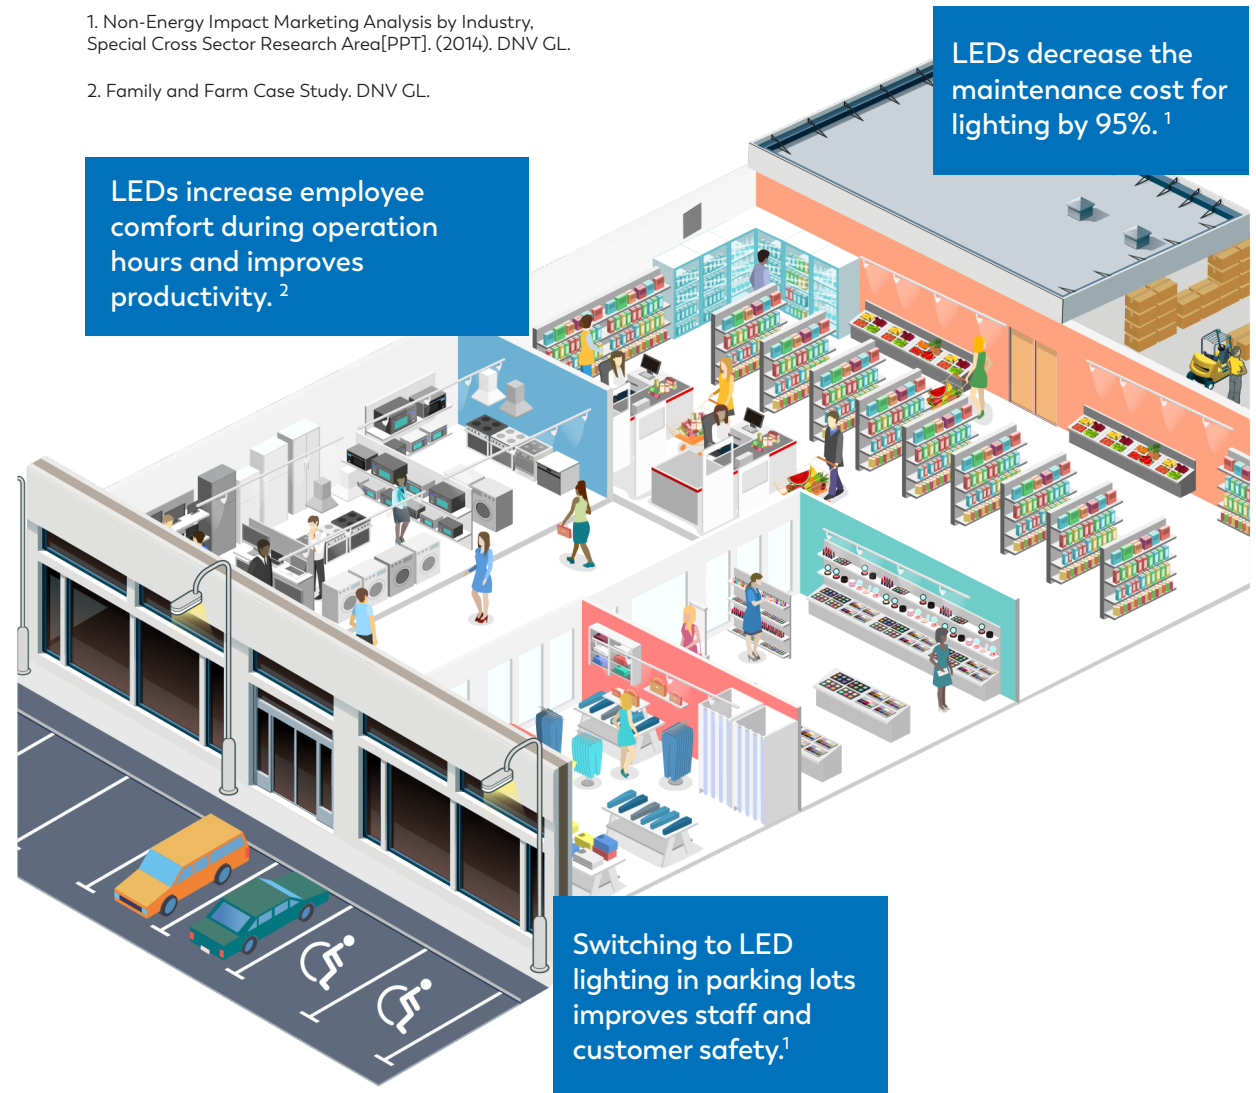 1. Non-Energy Impact Marketing Analysis by Industry,
Special Cross Sector Research Area[PPT]. (2014). DNV GL.
2. Family and Farm Case Study. DNV GL.
LEDs decrease the
maintenance cost for
lighting by 95%. 1
LEDs increase employee
comfort during operation
hours and improves
productivity. 2
Switching to LED
lighting in parking lots
improves staff and
customer safety.1